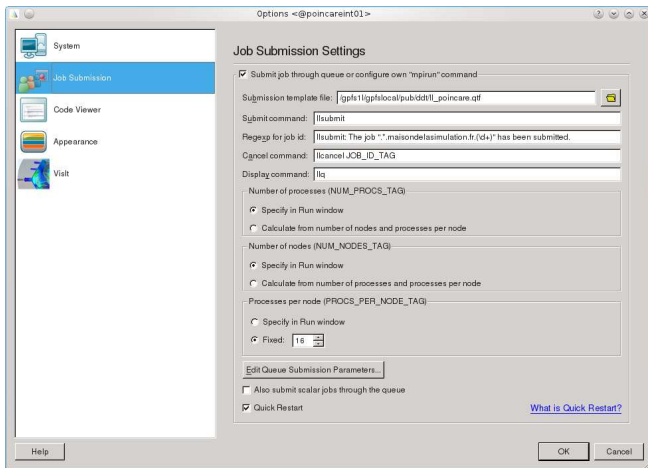 Options <@poincareint01>
System
Job Submission
Code Viewer
Appearance
VisIt
Job Submission Settings
Submit job through queue or configure own "mpirun" command
Submission template file: /gpfs1l/gpfslocal/pub/ddt/ll_poincare.qtf
Submit command: llsubmit
Regexp for job id: llsubmit: The job ".*.maisondelasimulation.fr.(\d+)" has been submitted.
Cancel command: llcancel JOB_ID_TAG
Display command: llq
Number of processes (NUM_PROCS_TAG)
Specify in Run window
Calculate from number of nodes and processes per node
Number of nodes (NUM_NODES_TAG)
Specify in Run window
Calculate from number of processes and processes per node
Processes per node (PROCS_PER_NODE_TAG)
Specify in Run window
Fixed: 16
Edit Queue Submission Parameters...
Also submit scalar jobs through the queue
Quick Restart What is Quick Restart?
Help OK Cancel